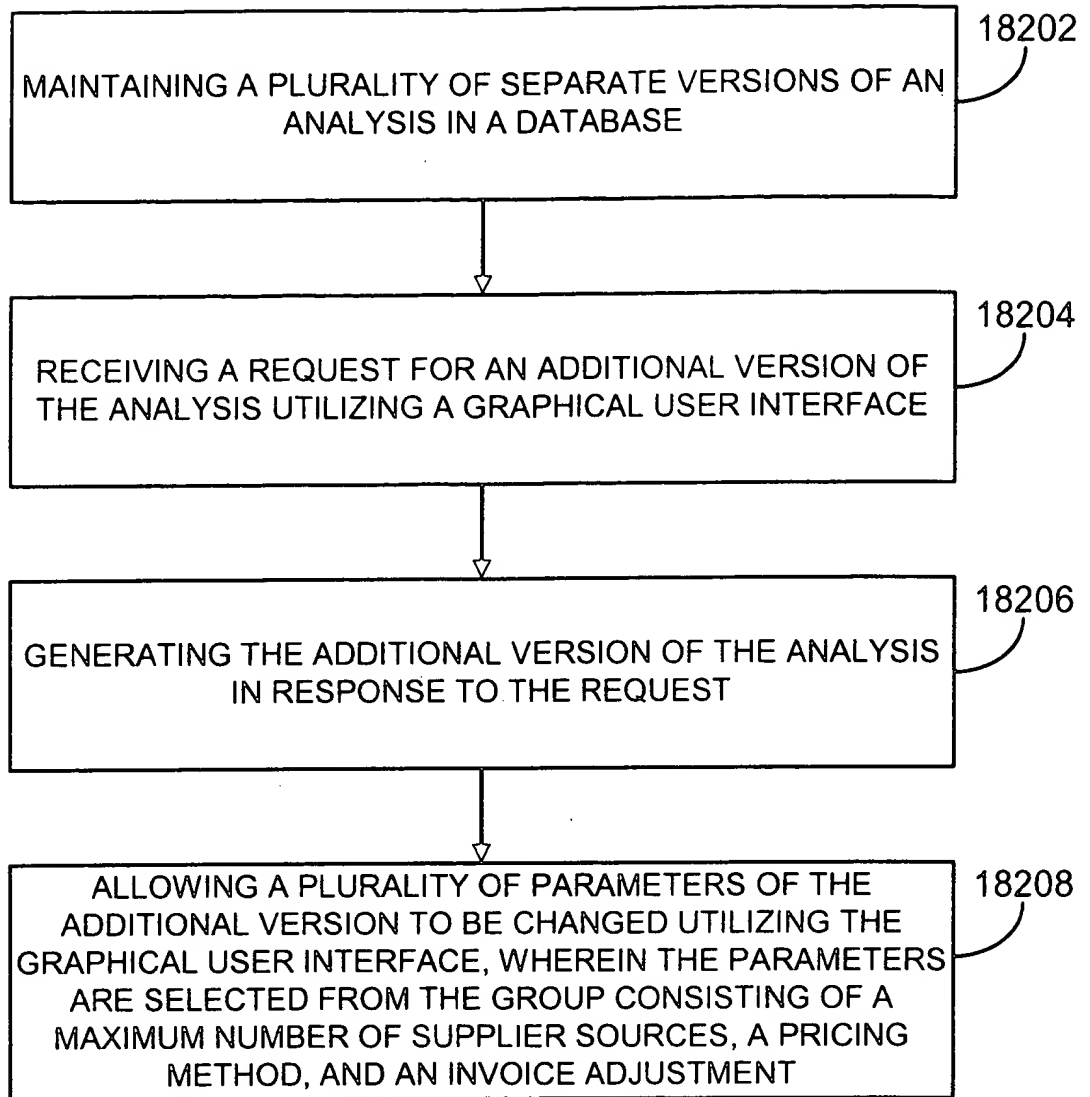 18202
MAINTAINING A PLURALITY OF SEPARATE VERSIONS OF AN
ANALYSIS IN A DATABASE
18204
RECEIVING A REQUEST FOR AN ADDITIONAL VERSION OF
THE ANALYSIS UTILIZING A GRAPHICAL USER INTERFACE
18206
GENERATING THE ADDITIONAL VERSION OF THE ANALYSIS
IN RESPONSE TO THE REQUEST
18208
ALLOWING A PLURALITY OF PARAMETERS OF THE
ADDITIONAL VERSION TO BE CHANGED UTILIZING THE
GRAPHICAL USER INTERFACE, WHEREIN THE PARAMETERS
ARE SELECTED FROM THE GROUP CONSISTING OF A
MAXIMUM NUMBER OF SUPPLIER SOURCES, A PRICING
METHOD, AND AN INVOICE ADJUSTMENT